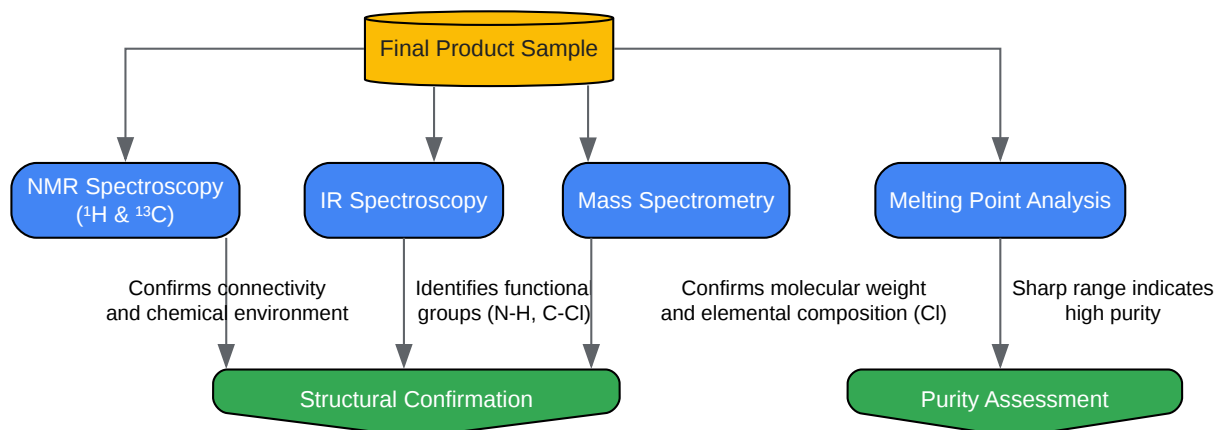 Final Product Sample
NMR Spectroscopy
(¹H & ¹³C)
IR Spectroscopy
Mass Spectrometry
Melting Point Analysis
Confirms connectivity
and chemical environment
Identifies functional
groups (N-H, C-Cl)
Confirms molecular weight
and elemental composition (Cl)
Sharp range indicates
high purity
Structural Confirmation
Purity Assessment